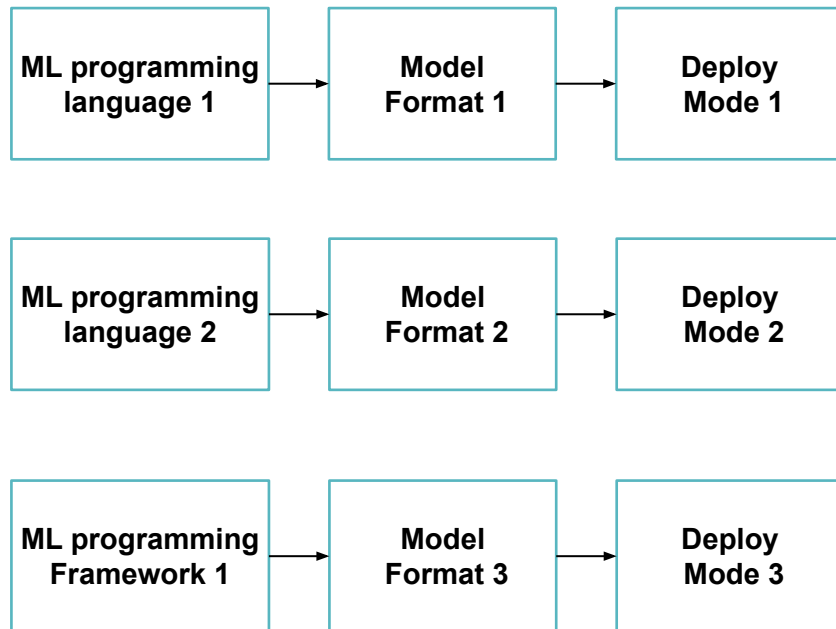 ML programming
language 1
Model
Format 1
Deploy
Mode 1
ML programming
language 2
Model
Format 2
Deploy
Mode 2
ML programming
Framework 1
Model
Format 3
Deploy
Mode 3